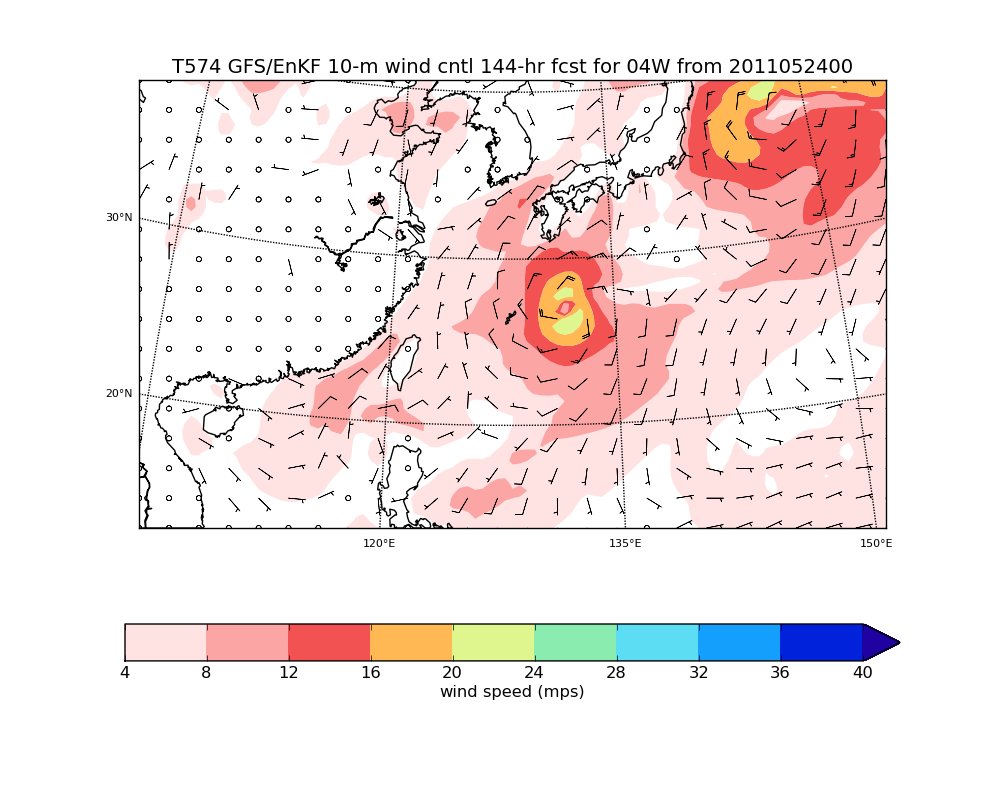 T574 GFS/EnKF 10-m wind cntl 144-hr fcst for 04W from 2011052400
30°N
20°N
120°E 135°E 150°E
4 8 12 16 20 24 28 32 36 40
wind speed (mps)